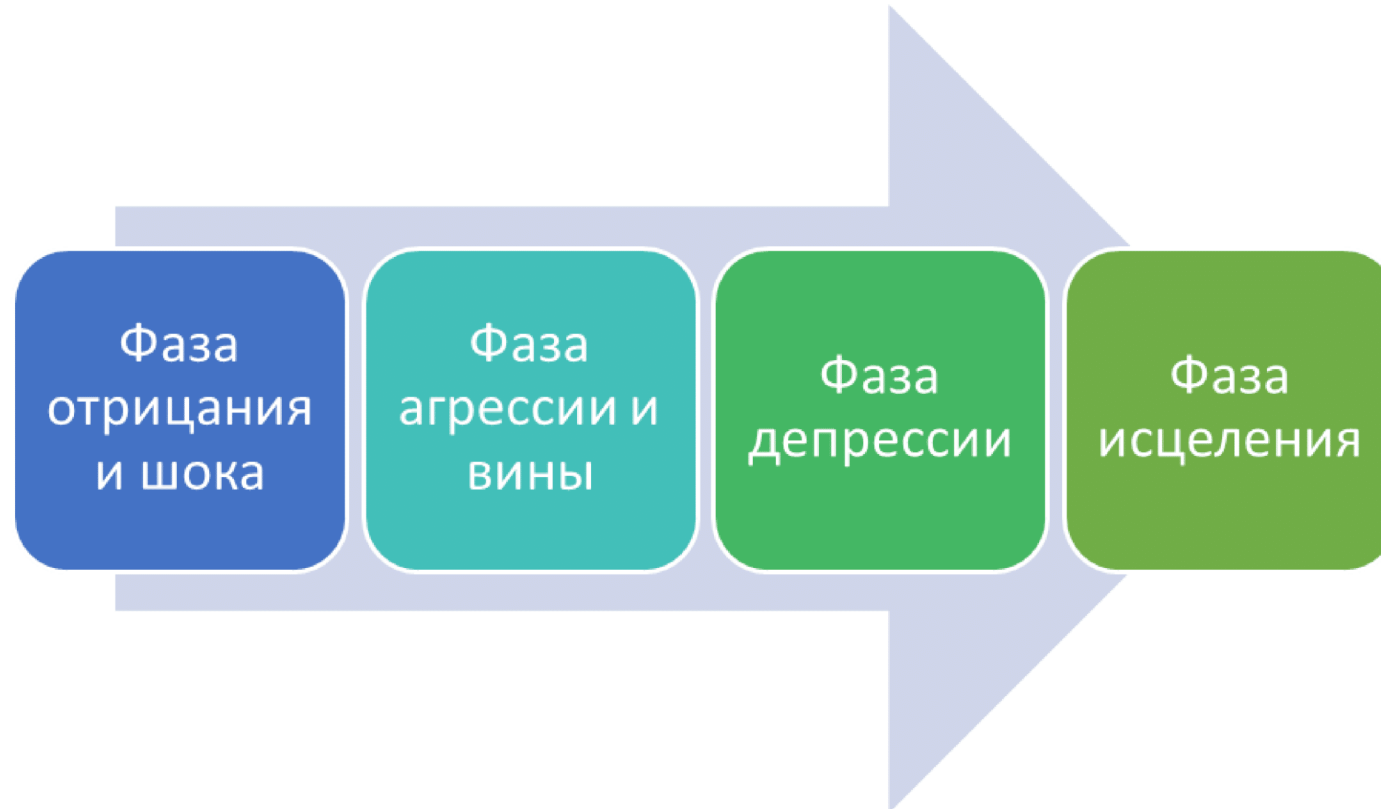 Фаза
отрицания
и шока
Фаза
агрессии и
вины
Фаза
депрессии
Фаза
исцеления